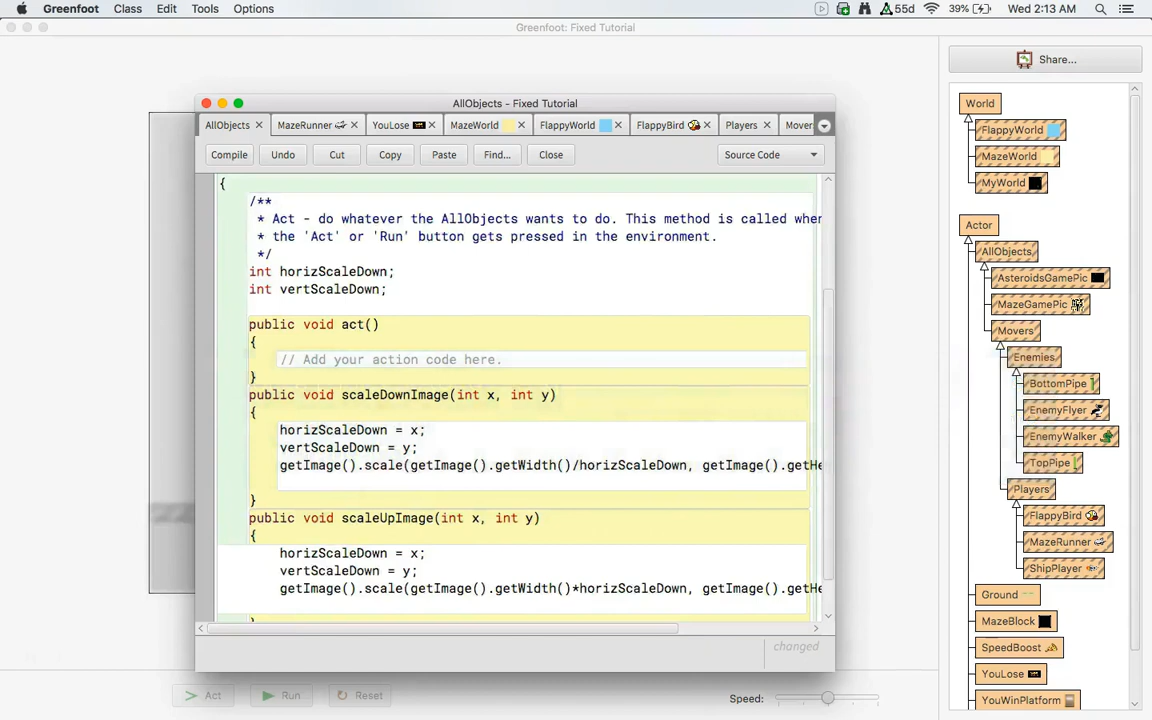 Greenfoot Class Edit Tools Options 55d 39% Wed 2:13 AM
Greenfoot: Fixed Tutorial
Share...
AllObjects - Fixed Tutorial
AllObjects MazeRunner YouLose MazeWorld FlappyWorld FlappyBird Players Mover
Compile Undo Cut Copy Paste Find... Close Source Code
{
/**
* Act - do whatever the AllObjects wants to do. This method is called when
* the 'Act' or 'Run' button gets pressed in the environment.
*/
int horizScaleDown;
int vertScaleDown;
public void act()
{
// Add your action code here.
}
public void scaleDownImage(int x, int y)
{
horizScaleDown = x;
vertScaleDown = y;
getImage().scale(getImage().getWidth()/horizScaleDown, getImage().getHe
}
public void scaleUpImage(int x, int y)
{
horizScaleDown = x;
vertScaleDown = y;
getImage().scale(getImage().getWidth()*horizScaleDown, getImage().getHe
changed
World
FlappyWorld
MazeWorld
MyWorld
Actor
AllObjects
AsteroidsGamePic
MazeGamePic
Movers
Enemies
BottomPipe
EnemyFlyer
EnemyWalker
TopPipe
Players
FlappyBird
MazeRunner
ShipPlayer
Ground
MazeBlock
SpeedBoost
YouLose
YouWinPlatform
Act Run Reset Speed: